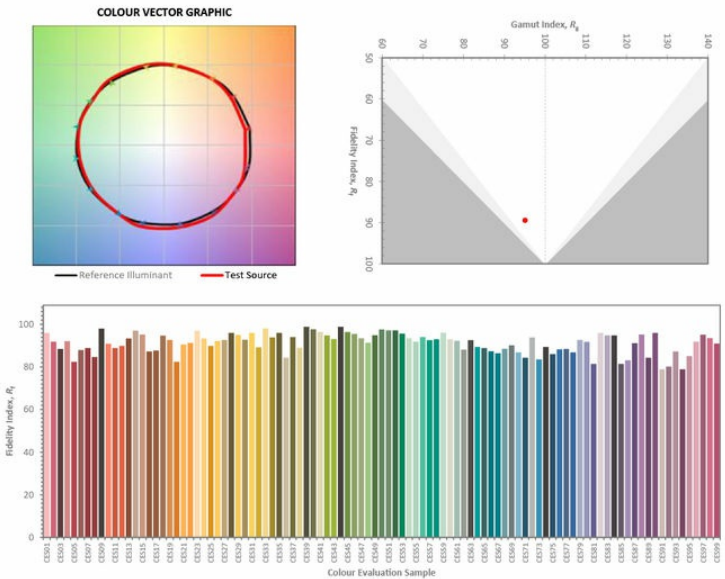 COLOUR VECTOR GRAPHIC
Reference Illuminant
Test Source
Gamut Index, Rg
60 70 80 90 100 110 120 130 140
Fidelity Index, Rf
50
60
70
80
90
100
Fidelity Index, Rf
100
80
60
40
20
0
CES01 CES03 CES05 CES07 CES09 CES11 CES13 CES15 CES17 CES19 CES21 CES23 CES25 CES27 CES29 CES31 CES33 CES35 CES37 CES39 CES41 CES43 CES45 CES47 CES49 CES51 CES53 CES55 CES57 CES59 CES61 CES63 CES65 CES67 CES69 CES71 CES73 CES75 CES77 CES79 CES81 CES83 CES85 CES87 CES89 CES91 CES93 CES95 CES97 CES99
Colour Evaluation Sample